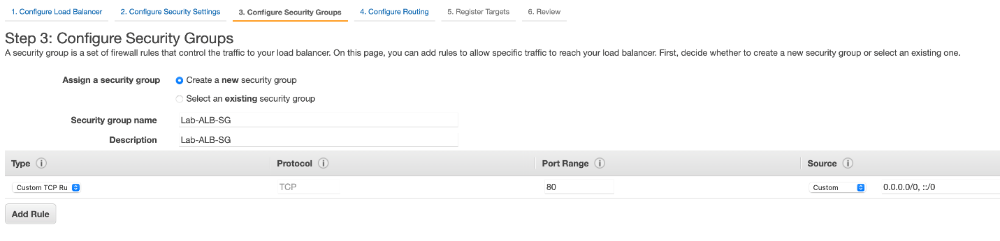 1. Configure Load Balancer 2. Configure Security Settings 3. Configure Security Groups 4. Configure Routing 5. Register Targets 6. Review
Step 3: Configure Security Groups
A security group is a set of firewall rules that control the traffic to your load balancer. On this page, you can add rules to allow specific traffic to reach your load balancer. First, decide whether to create a new security group or select an existing one.
Assign a security group Create a new security group
Select an existing security group
Security group name Lab-ALB-SG
Description Lab-ALB-SG
Type i Protocol i Port Range i Source i
Custom TCP Ru TCP 80 Custom 0.0.0.0/0, ::/0
Add Rule